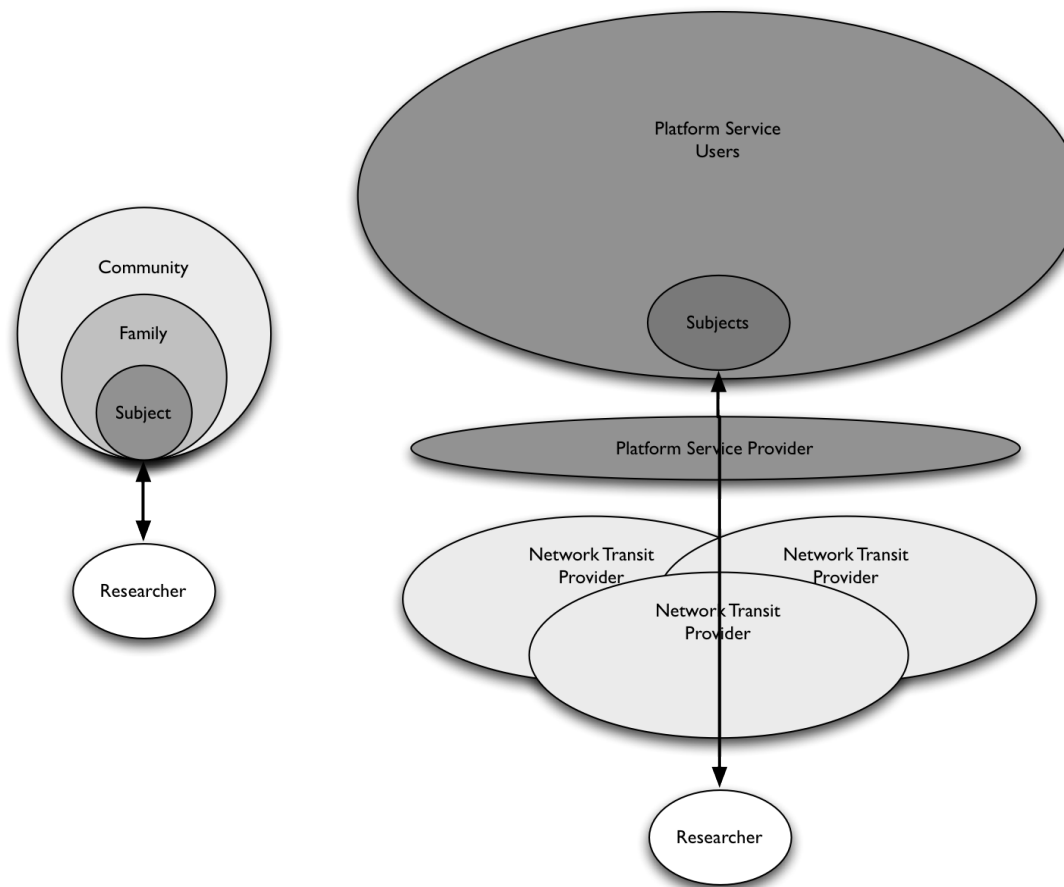 Community
Family
Subject
Researcher
Platform Service
Users
Subjects
Platform Service Provider
Network Transit
Provider
Network Transit
Provider
Network Transit
Provider
Researcher